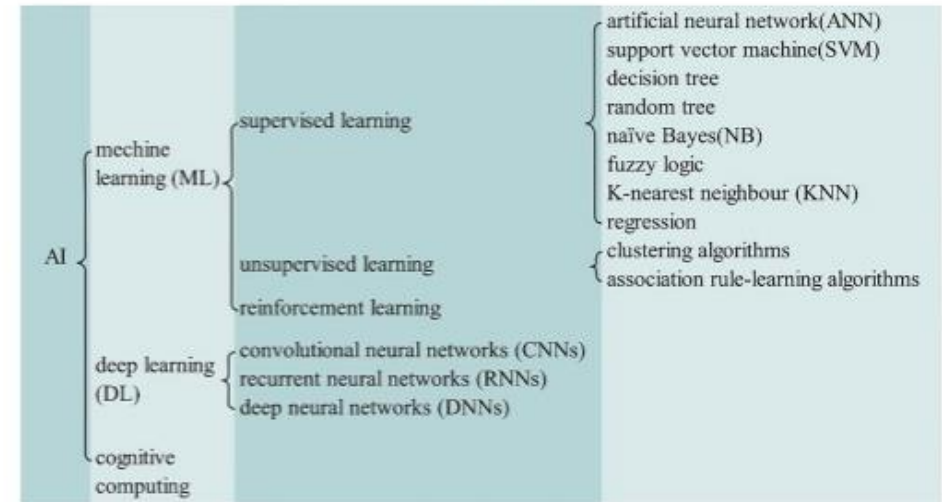 AI
mechine
learning (ML)
supervised learning
artificial neural network(ANN)
support vector machine(SVM)
decision tree
random tree
naïve Bayes(NB)
fuzzy logic
K-nearest neighbour (KNN)
regression
unsupervised learning
clustering algorithms
association rule-learning algorithms
reinforcement learning
deep learning
(DL)
convolutional neural networks (CNNs)
recurrent neural networks (RNNs)
deep neural networks (DNNs)
cognitive
computing